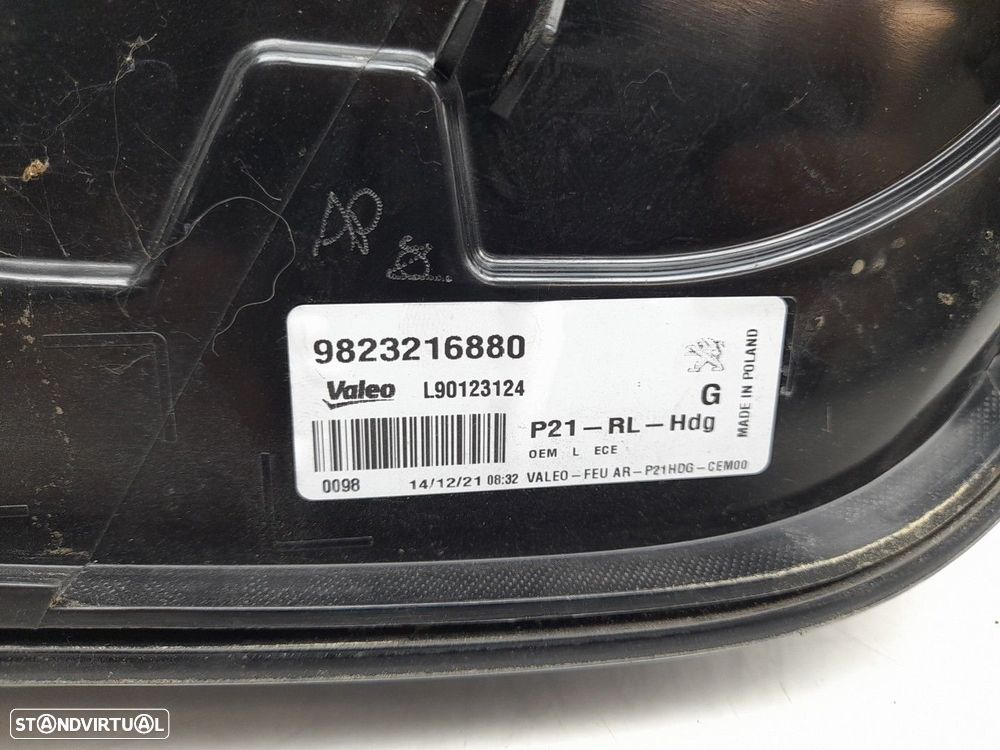 AP
9823216880
Valeo L90123124
G
P21-RL-Hdg
OEM L ECE
0098 14/12/21 08:32 VALEO-FEU AR-P21HDG-CEM00
MADE IN POLAND
STANDVIRTUAL